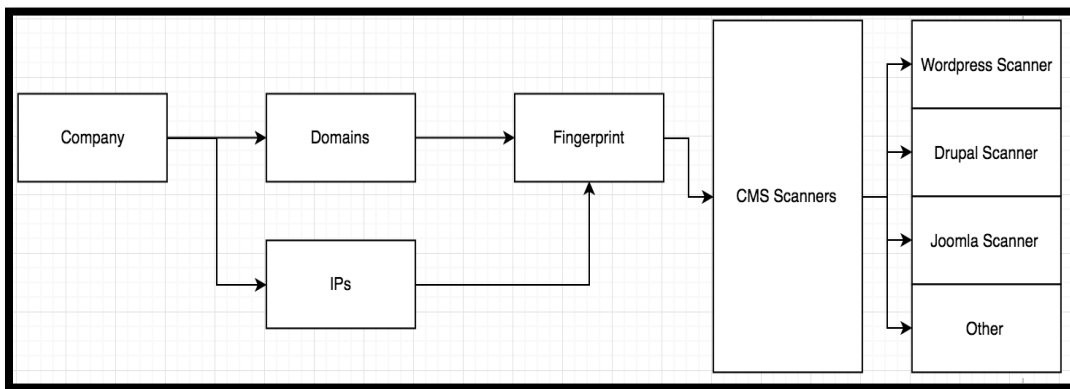 Company
Domains
IPs
Fingerprint
CMS Scanners
Wordpress Scanner
Drupal Scanner
Joomla Scanner
Other